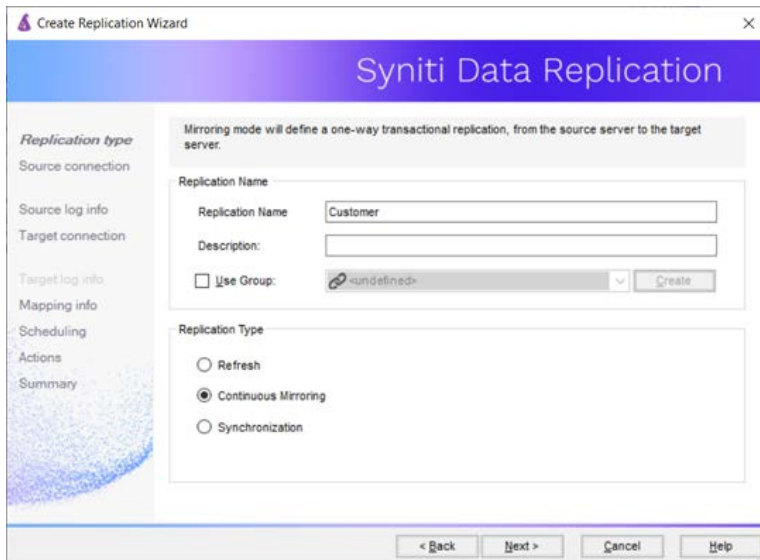 Create Replication Wizard
Syniti Data Replication
Replication type
Source connection
Source log info
Target connection
Target log info
Mapping info
Scheduling
Actions
Summary
Mirroring mode will define a one-way transactional replication, from the source server to the target
server.
Replication Name
Replication Name
Customer
Description:
Use Group:
<undefined>
Create
Replication Type
Refresh
Continuous Mirroring
Synchronization
< Back
Next >
Cancel
Help